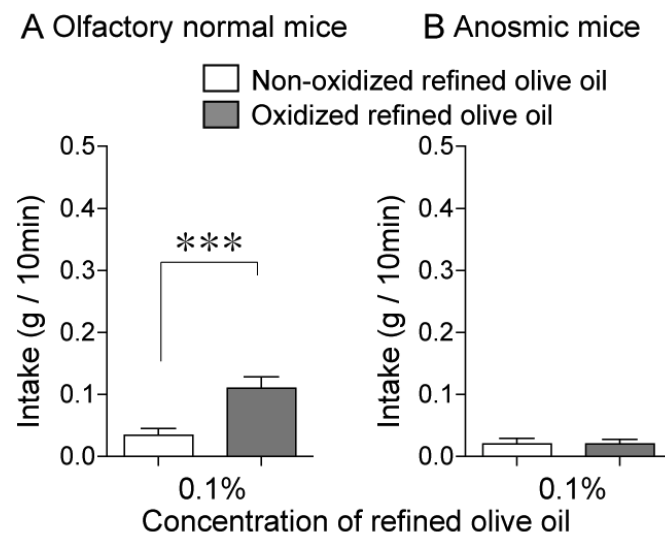 A Olfactory normal mice
B Anosmic mice
Non-oxidized refined olive oil
Oxidized refined olive oil
Intake (g / 10min)
0.5
0.4
0.3
0.2
0.1
0.0
***
0.1%
Intake (g / 10min)
0.5
0.4
0.3
0.2
0.1
0.0
0.1%
Concentration of refined olive oil